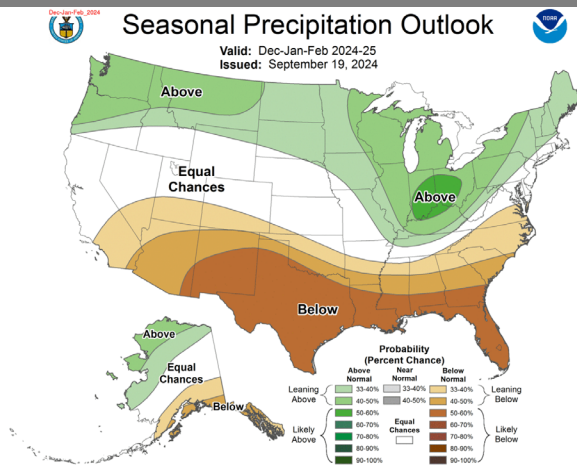 Dec-Jan-Feb_2024
Seasonal Precipitation Outlook
noaa
Valid: Dec-Jan-Feb 2024-25
Issued: September 19, 2024
Above
Equal
Chances
Above
Below
Above
Equal
Chances
Below
Probability
(Percent Chance)
Above
Normal
Near
Normal
Below
Normal
Leaning
Above
33-40%
40-50%
33-40%
40-50%
33-40%
40-50%
Leaning
Below
Likely
Above
50-60%
60-70%
70-80%
80-90%
90-100%
Equal
Chances
50-60%
60-70%
70-80%
80-90%
90-100%
Likely
Below